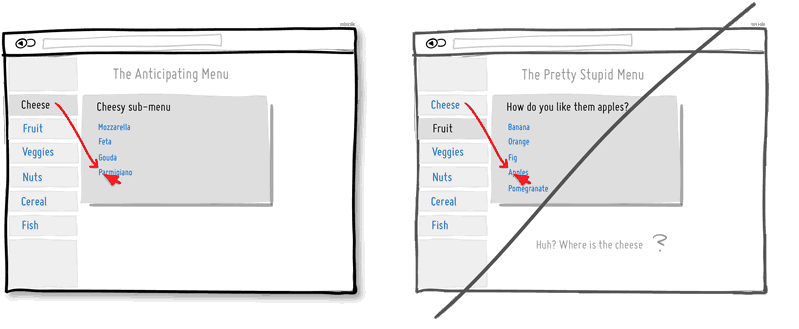 The Anticipating Menu
Cheese
Fruit
Veggies
Nuts
Cereal
Fish
Cheesy sub-menu
Mozzarella
Feta
Gouda
Parmigiano
The Pretty Stupid Menu
Cheese
Fruit
Veggies
Nuts
Cereal
Fish
How do you like them apples?
Banana
Orange
Fig
Apples
Pomegranate
Huh? Where is the cheese ?